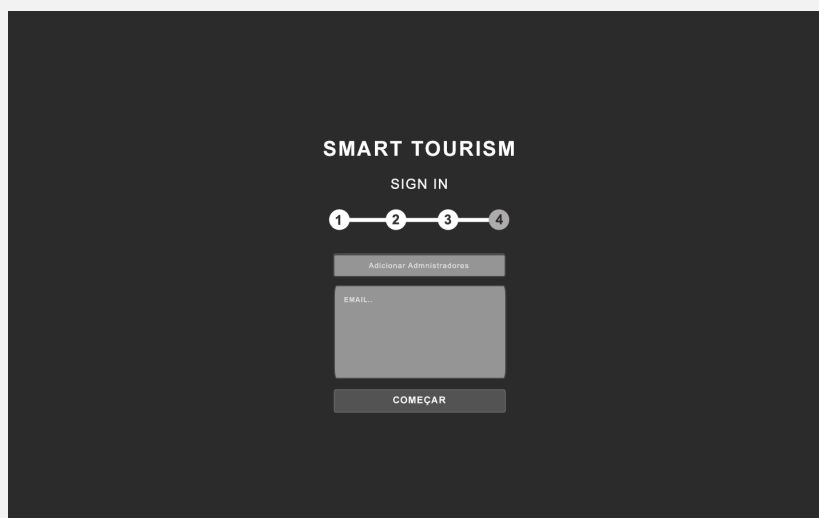 SMART TOURISM
SIGN IN
1 2 3 4
Adicionar Admnistradores
EMAIL..
COMEÇAR